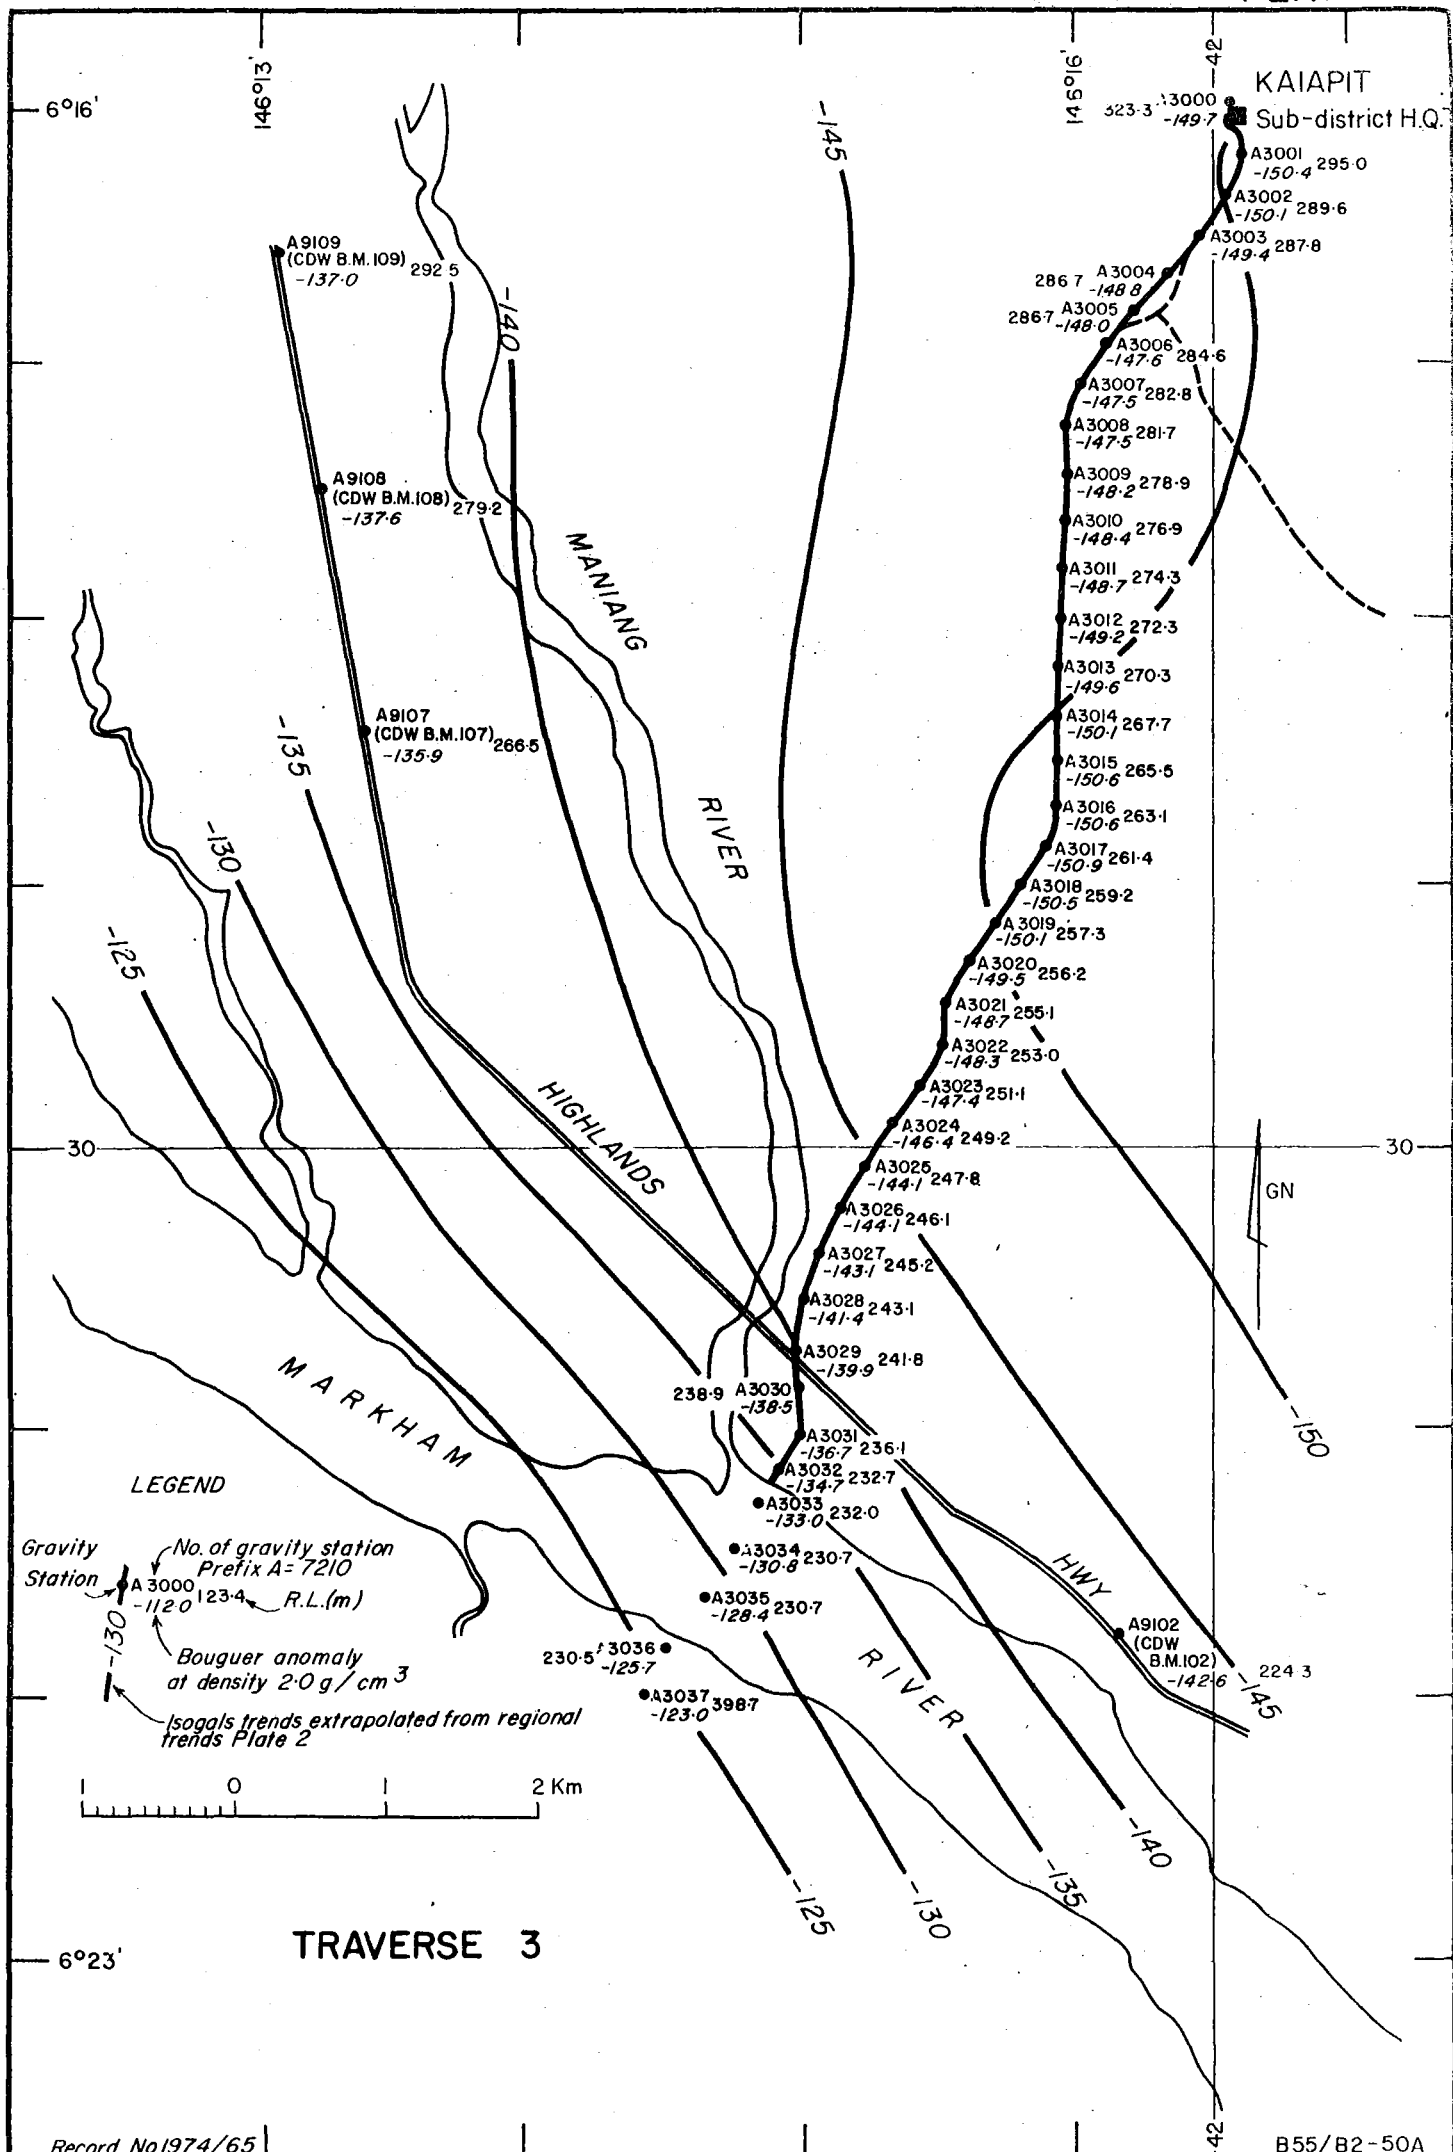 146°13'
146°16'
42
6°16'
KAIAPIT
Sub-district H.Q.
323·3
A3000
-149·7
A3001
-150·4 295·0
A3002
-150·1 289·6
A3003
-149·4 287·8
286·7 A3004
-148·8
286·7 A3005
-148·0
A3006
-147·6 284·6
A3007
-147·5 282·8
A3008
-147·5 281·7
A3009
-148·2 278·9
A3010
-148·4 276·9
A3011
-148·7 274·3
A3012
-149·2 272·3
A3013
-149·6 270·3
A3014
-150·1 267·7
A3015
-150·6 265·5
A3016
-150·6 263·1
A3017
-150·9 261·4
A3018
-150·5 259·2
A3019
-150·1 257·3
A3020
-149·5 256·2
A3021
-148·7 255·1
A3022
-148·3 253·0
A3023
-147·4 251·1
A3024
-146·4 249·2
A3025
-144·1 247·8
A3026
-144·1 246·1
A3027
-143·1 245·2
A3028
-141·4 243·1
A3029
-139·9 241·8
238·9 A3030
-138·5
A3031
-136·7 236·1
A3032
-134·7 232·7
A3033
-133·0 232·0
A3034
-130·8 230·7
A3035
-128·4 230·7
230·5 A3036
-125·7
A3037
-123·0 398·7
A9109
(CDW B.M.109) 292·5
-137·0
A9108
(CDW B.M.108) 279·2
-137·6
A9107
(CDW B.M.107) 266·5
-135·9
A9102
(CDW
B.M.102)
-142·6 224·3
-145
-140
-135
-130
-125
MANIANG
RIVER
HIGHLANDS
HWY
MARKHAM
RIVER
30
30
GN
-150
-145
-140
-135
-130
-125
LEGEND
Gravity
Station
No. of gravity station
Prefix A = 7210
A 3000
-112·0 123·4 R.L.(m)
-130
Bouguer anomaly
at density 2·0 g/cm3
Isogals trends extrapolated from regional
trends Plate 2
1 0 1 2 Km
TRAVERSE 3
6°23'
42
Record No 1974/65
B55/B2-50A